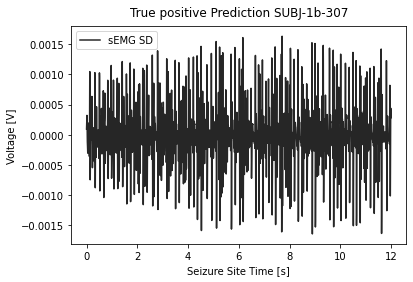 True positive Prediction SUBJ-1b-307
sEMG SD
Voltage [V]
0.0015
0.0010
0.0005
0.0000
−0.0005
−0.0010
−0.0015
0 2 4 6 8 10 12
Seizure Site Time [s]